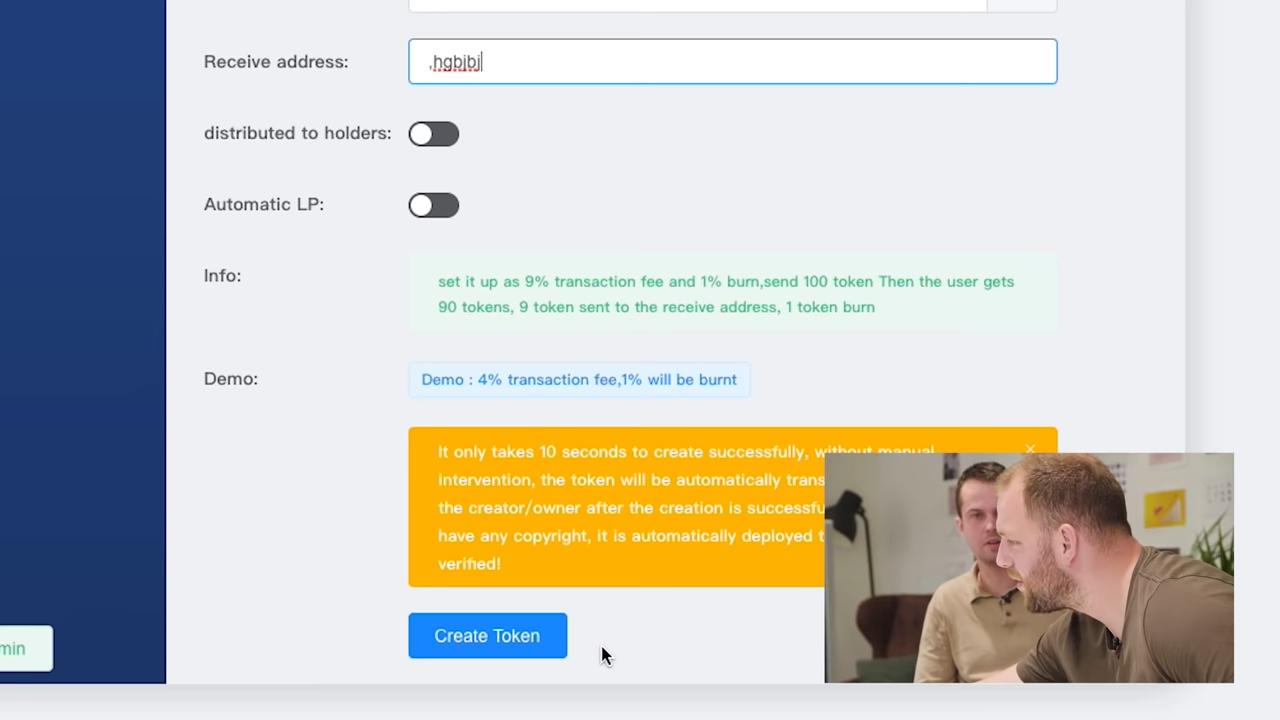 Receive address:
,hgbjbj
distributed to holders:
Automatic LP:
Info:
set it up as 9% transaction fee and 1% burn,send 100 token Then the user gets
90 tokens, 9 token sent to the receive address, 1 token burn
Demo:
Demo : 4% transaction fee,1% will be burnt
It only takes 10 seconds to create successfully, without manual
intervention, the token will be automatically
the creator/owner after the creation is
have any copyright, it is automatically deployed
verified!
Create Token
min